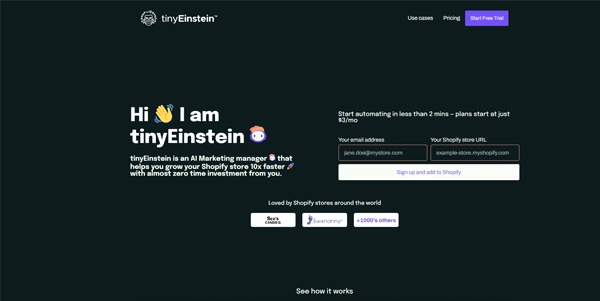 tinyEinstein™
Use cases
Pricing
Start Free Trial
Hi 👋 I am
tinyEinstein
tinyEinstein is an AI Marketing manager that
helps you grow your Shopify store 10x faster 🚀
with almost zero time investment from you.
Start automating in less than 2 mins – plans start at just
$3/mo
Your email address
Your Shopify store URL
jane.doe@mystore.com
example-store.myshopify.com
Sign up and add to Shopify
Loved by Shopify stores around the world
See's
CANDIES
+1000's others
See how it works